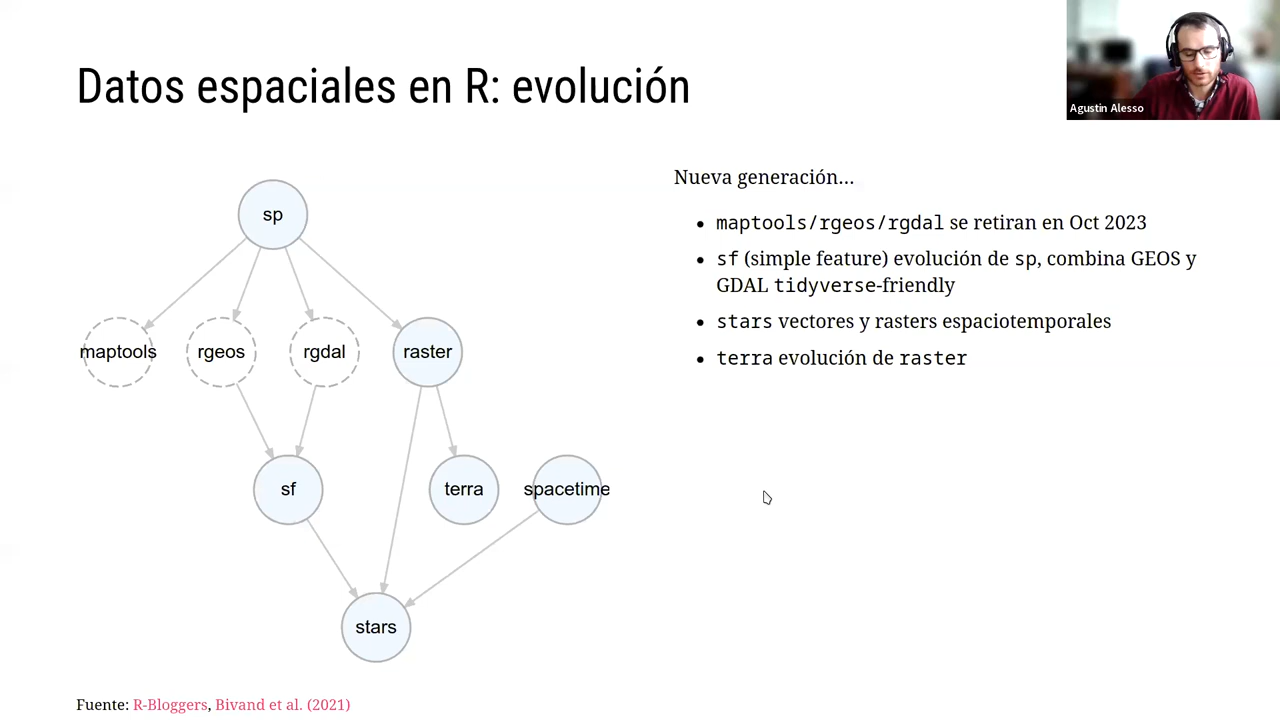 Datos espaciales en R: evolución
Agustin Alesso
sp
maptools
rgeos
rgdal
raster
sf
terra
spacetime
stars
Nueva generación...
maptools/rgeos/rgdal se retiran en Oct 2023
sf (simple feature) evolución de sp, combina GEOS y
GDAL tidyverse-friendly
stars vectores y rasters espaciotemporales
terra evolución de raster
Fuente: R-Bloggers, Bivand et al. (2021)